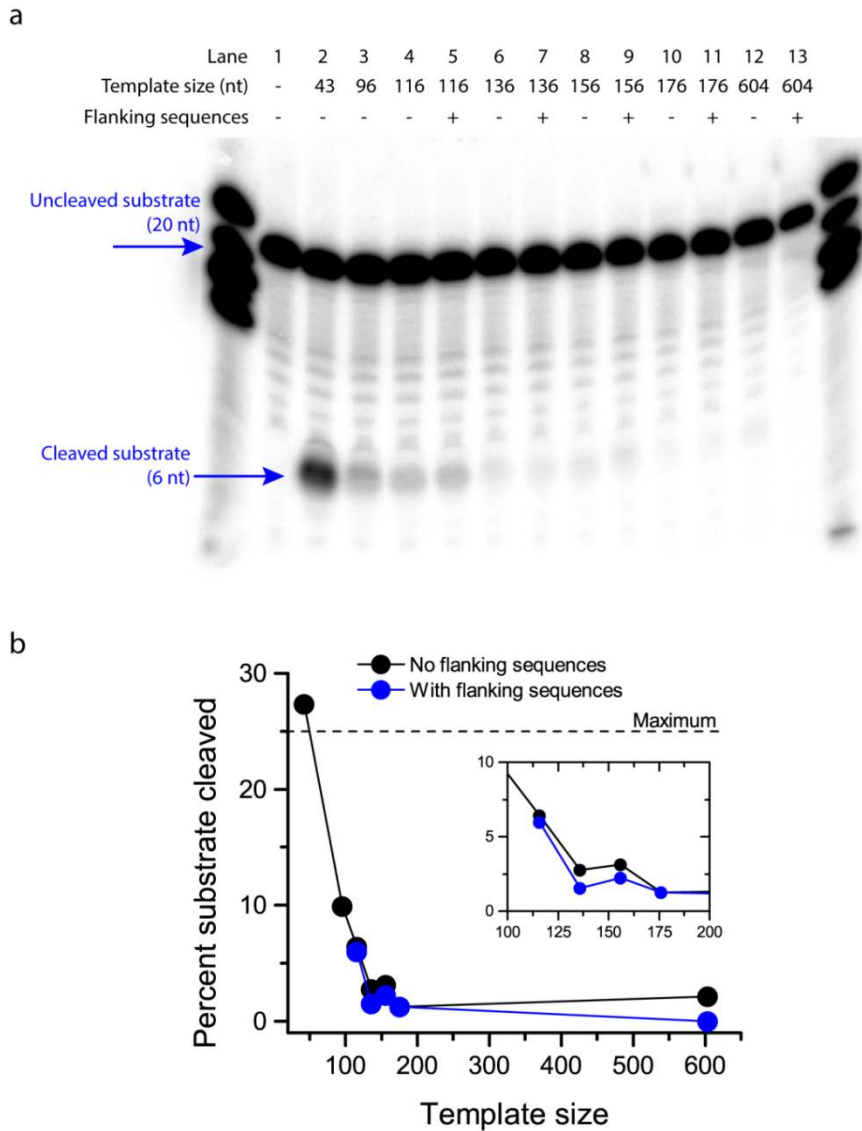 a
Lane 1 2 3 4 5 6 7 8 9 10 11 12 13
Template size (nt) - 43 96 116 116 136 136 156 156 176 176 604 604
Flanking sequences - - - - + - + - + - + - +
Uncleaved substrate
(20 nt)
Cleaved substrate
(6 nt)
b
No flanking sequences
With flanking sequences
Maximum
Percent substrate cleaved
30
20
10
0
10
5
0
100 125 150 175 200
100 200 300 400 500 600
Template size